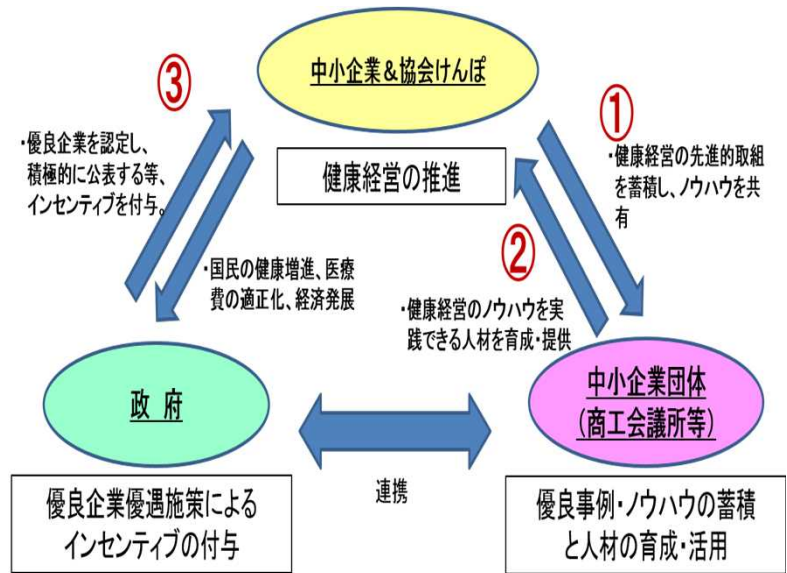 中小企業＆協会けんぽ
健康経営の推進
③
・優良企業を認定し、
積極的に公表する等、
インセンティブを付与。
①
・健康経営の先進的取組
を蓄積し、ノウハウを共
有
②
・健康経営のノウハウを実
践できる人材を育成・提供
・国民の健康増進、医療
費の適正化、経済発展
政 府
優良企業優遇施策による
インセンティブの付与
連携
中小企業団体
（商工会議所等）
優良事例・ノウハウの蓄積
と人材の育成・活用